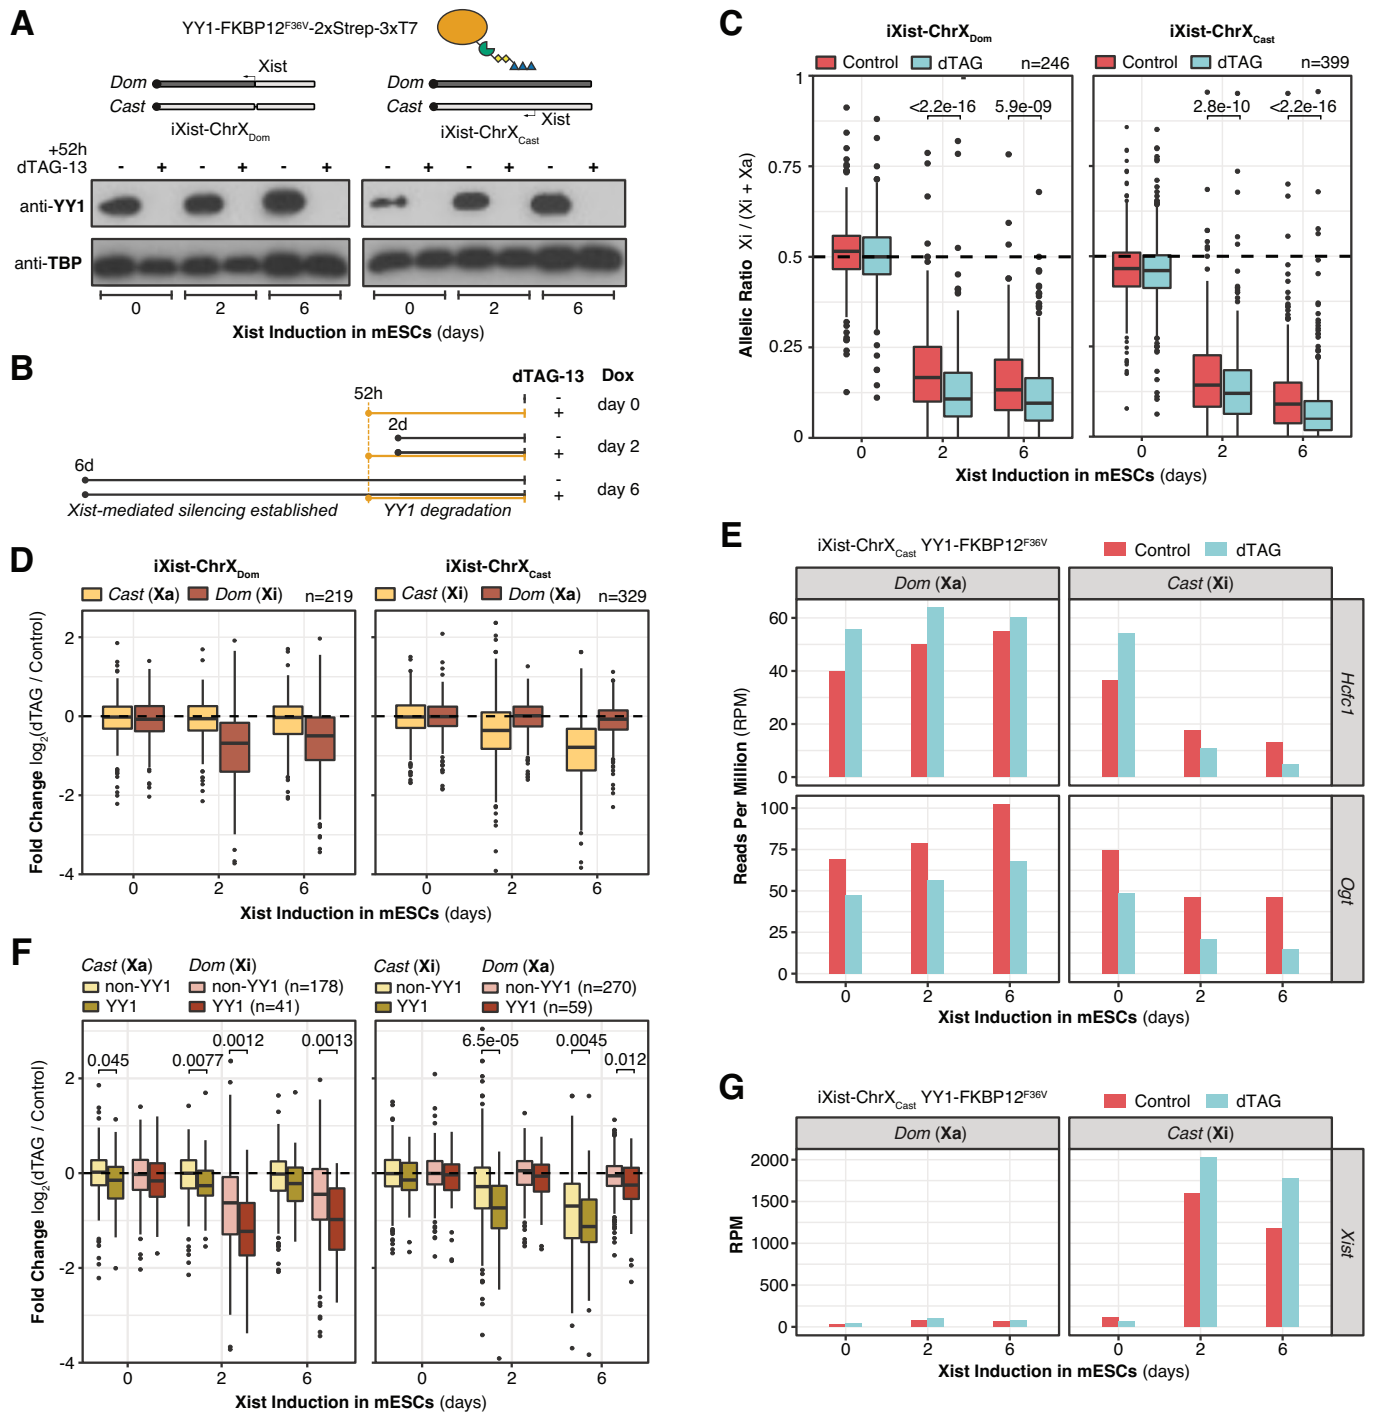 A
YY1-FKBP12F36V-2xStrep-3xT7
Xist
Dom
Cast
iXist-ChrXDom
Xist
iXist-ChrXCast
+52h
dTAG-13 - + - + - + - + - + - +
anti-YY1
anti-TBP
0 2 6 0 2 6
Xist Induction in mESCs (days)
B
dTAG-13 Dox
52h
- day 0
+
2d
- day 2
+
6d
- day 6
+
Xist-mediated silencing established YY1 degradation
C
iXist-ChrXDom iXist-ChrXCast
Control dTAG n=246 Control dTAG n=399
<2.2e-16 5.9e-09 2.8e-10 <2.2e-16
1
0.75
0.5
0.25
0
Allelic Ratio Xi / (Xi + Xa)
0 2 6 0 2 6
Xist Induction in mESCs (days)
D
iXist-ChrXDom iXist-ChrXCast
Cast (Xa) Dom (Xi) n=219 Cast (Xi) Dom (Xa) n=329
2
0
-2
-4
Fold Change log2(dTAG / Control)
0 2 6 0 2 6
Xist Induction in mESCs (days)
E
iXist-ChrXCast YY1-FKBP12F36V Control dTAG
Dom (Xa) Cast (Xi)
60
40
20
0
Hcfc1
100
75
50
25
0
Ogt
Reads Per Million (RPM)
0 2 6 0 2 6
Xist Induction in mESCs (days)
F
Cast (Xa) Dom (Xi) Cast (Xi) Dom (Xa)
non-YY1 non-YY1 (n=178) non-YY1 non-YY1 (n=270)
YY1 YY1 (n=41) YY1 YY1 (n=59)
0.045 0.0077 0.0012 0.0013 6.5e-05 0.0045 0.012
2
0
-2
-4
Fold Change log2(dTAG / Control)
0 2 6 0 2 6
Xist Induction in mESCs (days)
G
iXist-ChrXCast YY1-FKBP12F36V Control dTAG
Dom (Xa) Cast (Xi)
2000
1500
1000
500
0
RPM
Xist
0 2 6 0 2 6
Xist Induction in mESCs (days)